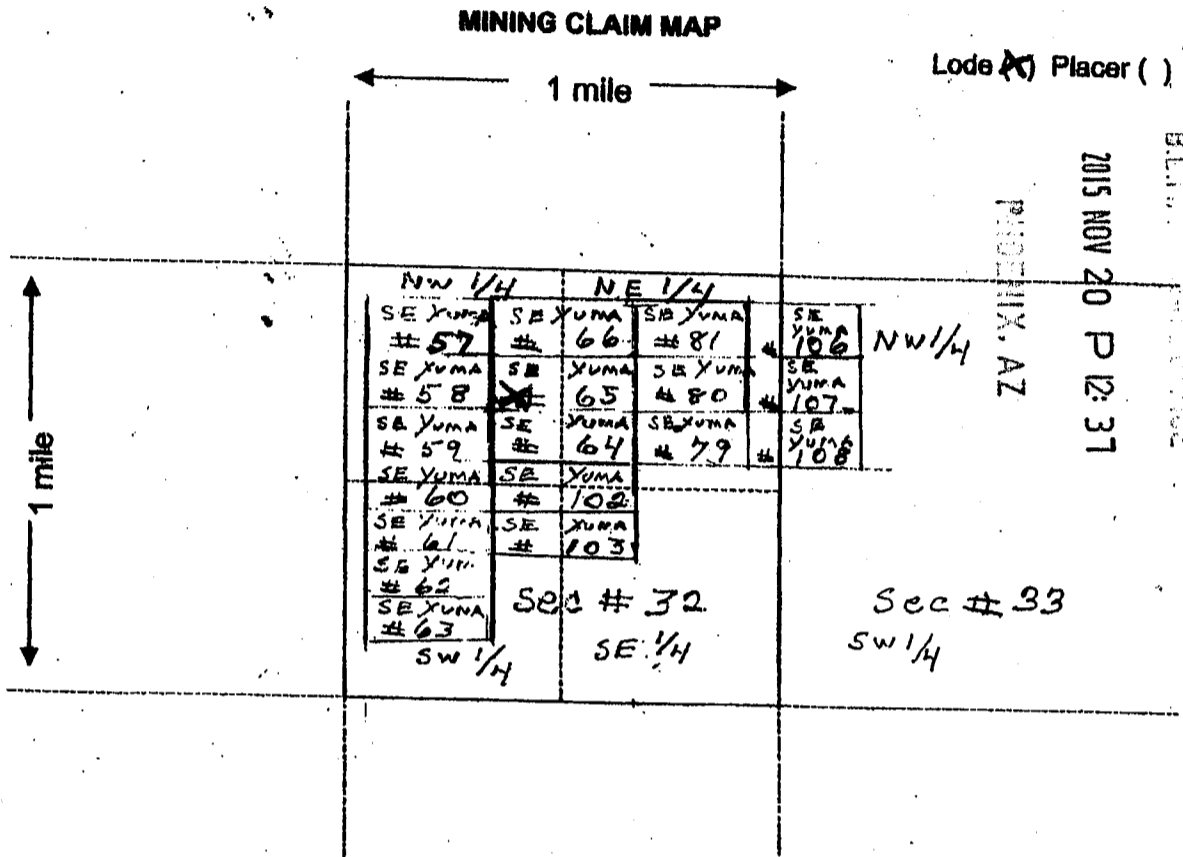 MINING CLAIM MAP
Lode (X) Placer ( )
1 mile
2015 NOV 20 P 12:37
PHOENIX, AZ
1 mile
NW 1/4
NE 1/4
NW 1/4
SE YUMA
# 57
SE YUMA
# 66
SE YUMA
# 81
SE
YUMA
# 106
SE YUMA
# 58
SE YUMA
# 65
SE YUMA
# 80
SE
YUMA
# 107
SE YUMA
# 59
SE YUMA
# 64
SE YUMA
# 79
SE
YUMA
# 108
SE YUMA
# 60
SE YUMA
# 102
SE YUMA
# 61
SE YUMA
# 103
SE YUM
# 62
SE YUMA
# 63
Sec # 32
Sec # 33
SW 1/4
SE 1/4
SW 1/4